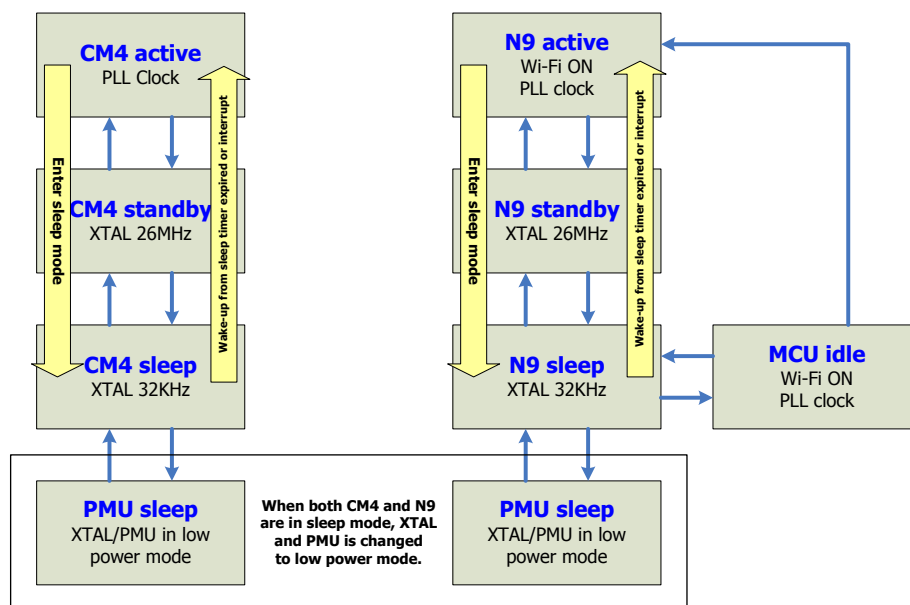 CM4 active
PLL Clock
Enter sleep mode
Wake-up from sleep timer expired or interrupt
CM4 standby
XTAL 26MHz
CM4 sleep
XTAL 32KHz
PMU sleep
XTAL/PMU in low
power mode
When both CM4 and N9
are in sleep mode, XTAL
and PMU is changed
to low power mode.
N9 active
Wi-Fi ON
PLL clock
Enter sleep mode
Wake-up from sleep timer expired or interrupt
N9 standby
XTAL 26MHz
N9 sleep
XTAL 32KHz
MCU idle
Wi-Fi ON
PLL clock
PMU sleep
XTAL/PMU in low
power mode